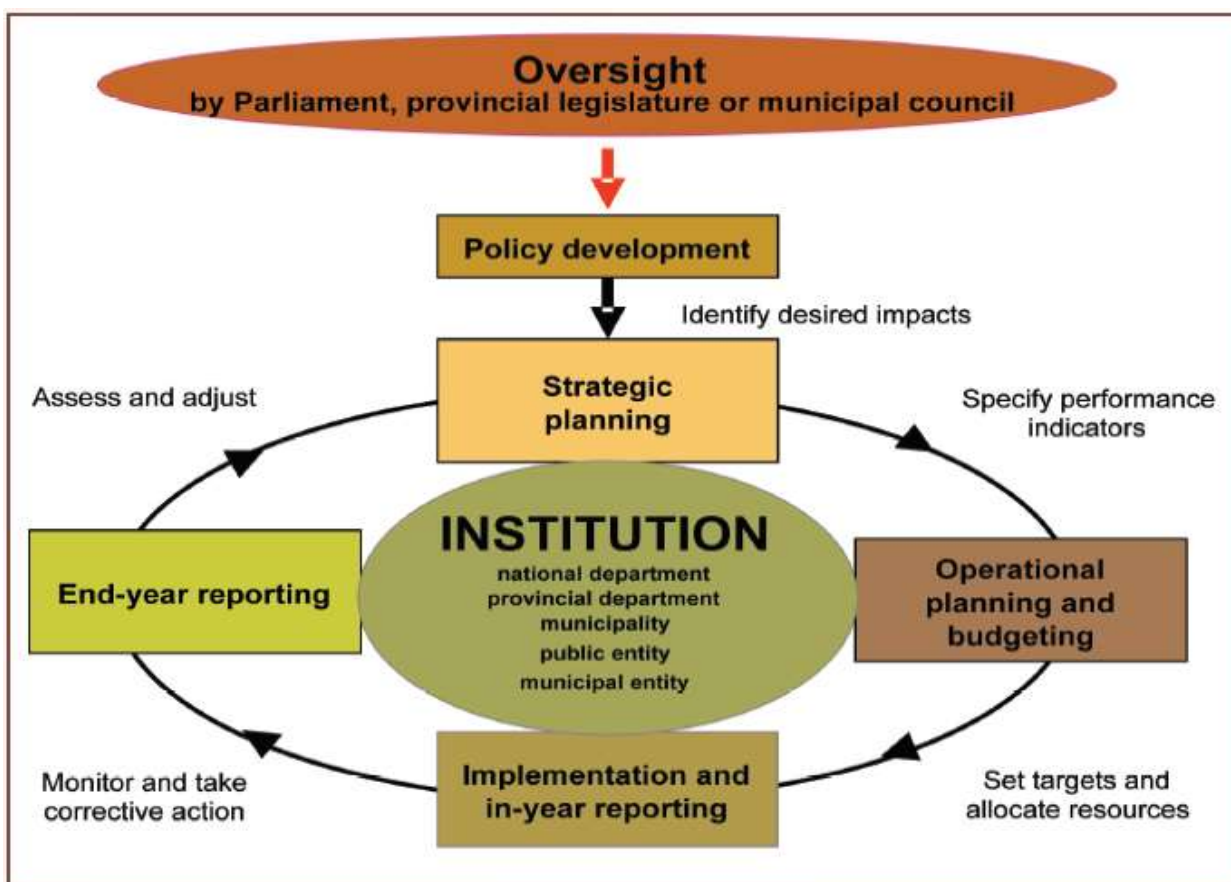 Oversight
by Parliament, provincial legislature or municipal council
Policy development
Identify desired impacts
Strategic
planning
Assess and adjust
Specify performance
indicators
INSTITUTION
national department
provincial department
municipality
public entity
municipal entity
End-year reporting
Operational
planning and
budgeting
Implementation and
in-year reporting
Monitor and take
corrective action
Set targets and
allocate resources